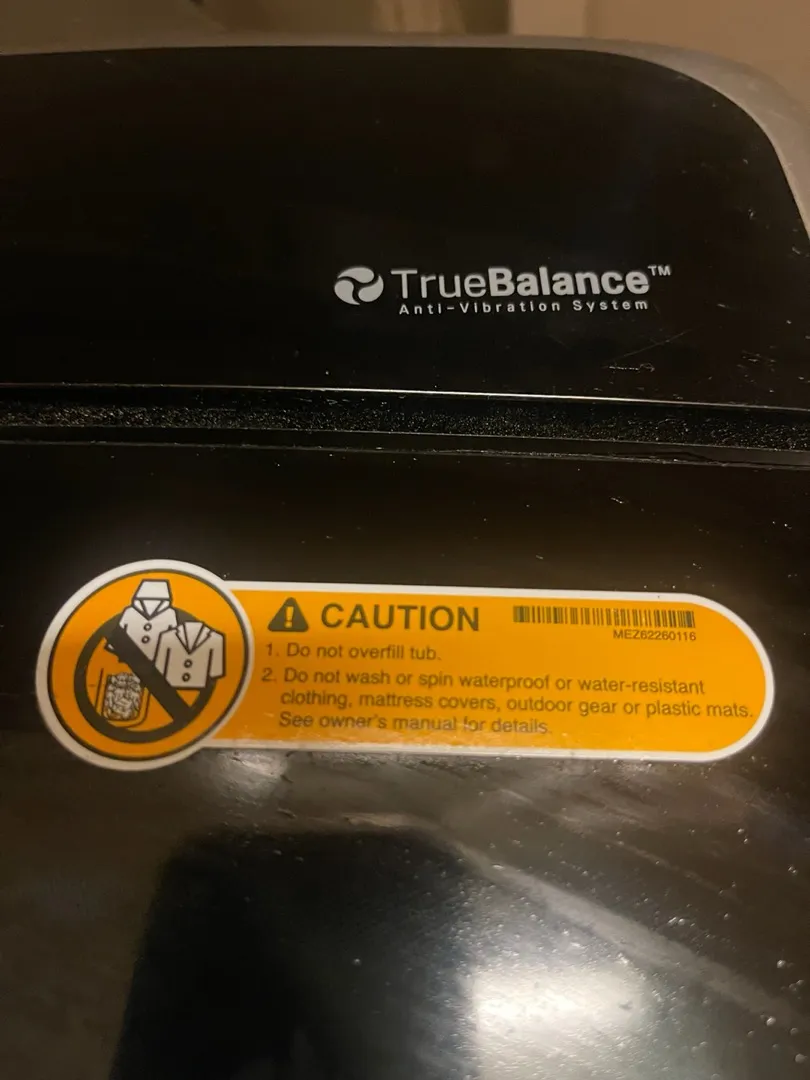 TrueBalance™
Anti-Vibration System
CAUTION
MEZ62260116
1. Do not overfill tub.
2. Do not wash or spin waterproof or water-resistant
clothing, mattress covers, outdoor gear or plastic mats.
See owner's manual for details.